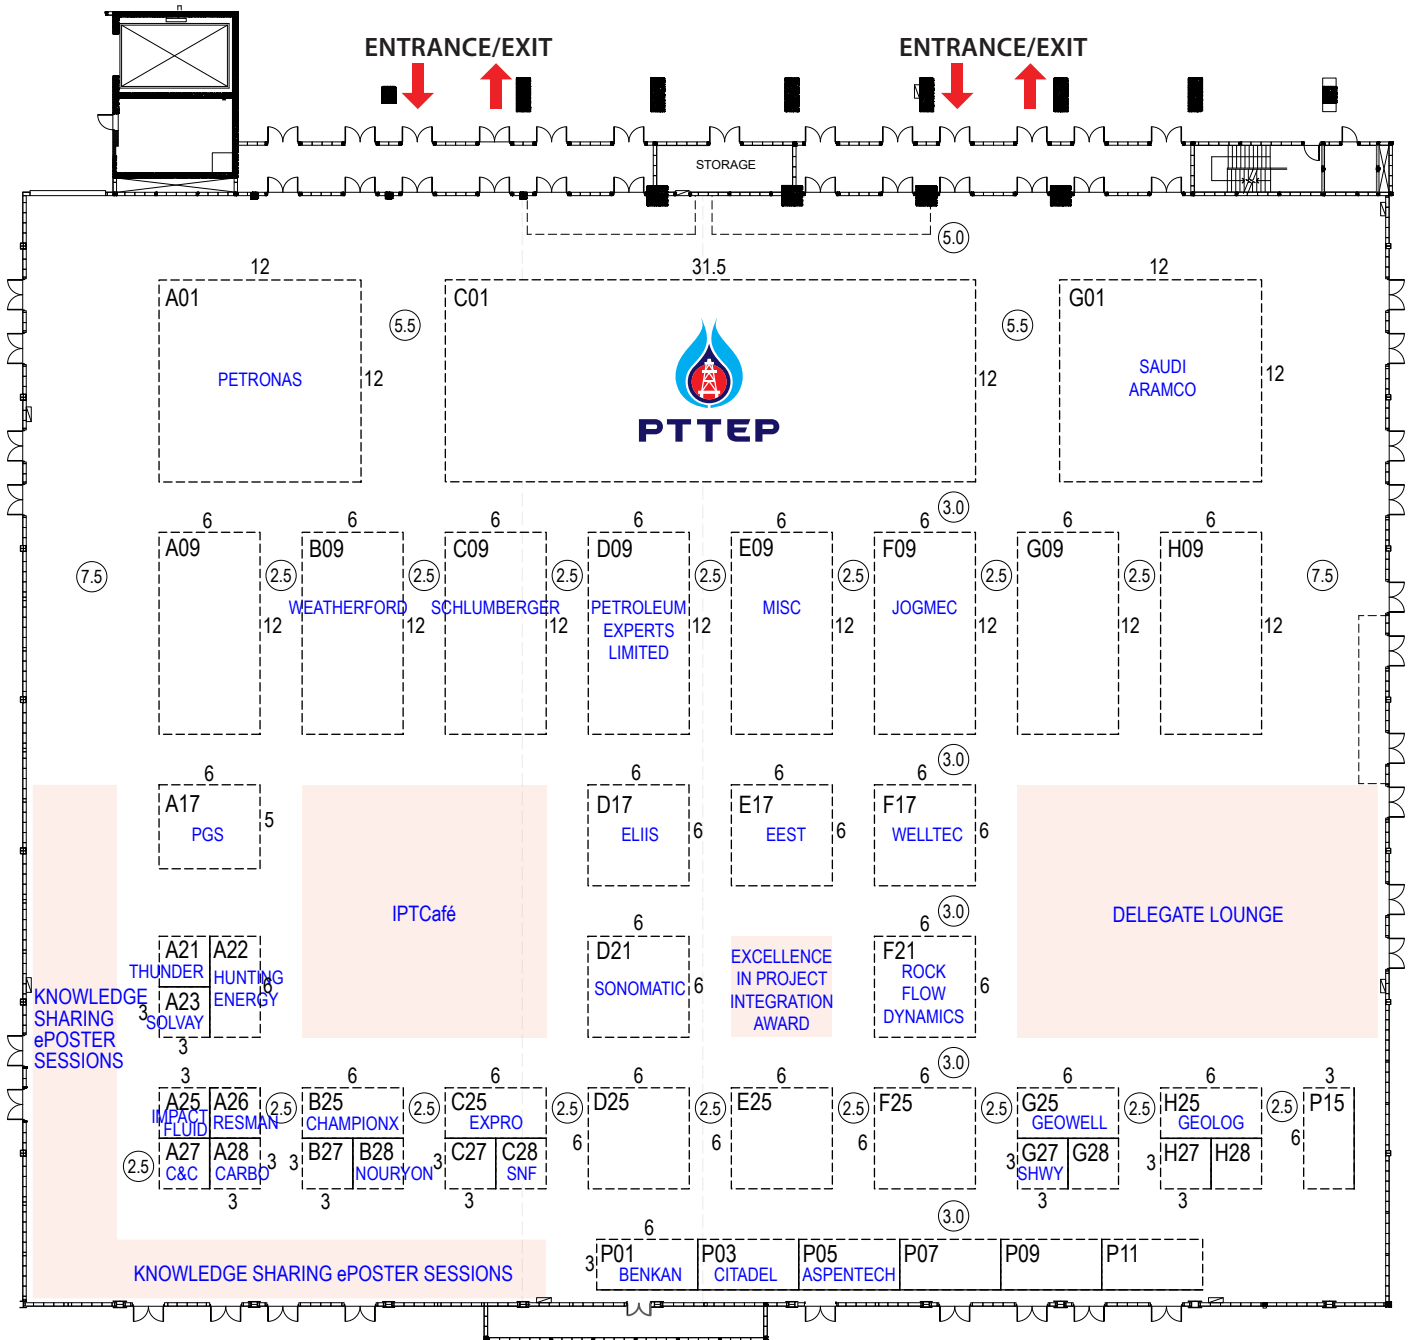 ENTRANCE/EXIT
ENTRANCE/EXIT
STORAGE
5.0
12
31.5
12
A01
C01
G01
5.5
5.5
PETRONAS
12
PTTEP
12
SAUDI
ARAMCO
12
3.0
6
6
6
6
6
6
6
6
A09
B09
C09
D09
E09
F09
G09
H09
7.5
2.5
2.5
2.5
2.5
2.5
2.5
2.5
7.5
WEATHERFORD
SCHLUMBERGER
PETROLEUM
EXPERTS
LIMITED
MISC
JOGMEC
12
12
12
12
12
12
12
12
3.0
6
6
6
6
A17
PGS
5
D17
ELIIS
6
E17
EEST
6
F17
WELLTEC
6
IPTCafé
DELEGATE LOUNGE
3.0
6
6
A21
THUNDER
A22
HUNTING
ENERGY
6
A23
SOLVAY
3
3
D21
SONOMATIC
6
EXCELLENCE
IN PROJECT
INTEGRATION
AWARD
F21
ROCK
FLOW
DYNAMICS
6
KNOWLEDGE
SHARING
ePOSTER
SESSIONS
3.0
3
6
6
6
6
6
6
6
3
A25
IMPACT
FLUID
A26
RESMAN
2.5
B25
CHAMPIONX
2.5
C25
EXPRO
2.5
D25
6
2.5
E25
6
2.5
F25
6
2.5
G25
GEOWELL
2.5
H25
GEOLOG
2.5
P15
6
2.5
A27
C&C
A28
CARBO
3
3
3
B27
B28
NOURYON
3
3
C27
C28
SNF
3
3
G27
SHWY
G28
3
3
H27
H28
3
3.0
6
3
P01
BENKAN
P03
CITADEL
P05
ASPENTECH
P07
P09
P11
KNOWLEDGE SHARING ePOSTER SESSIONS